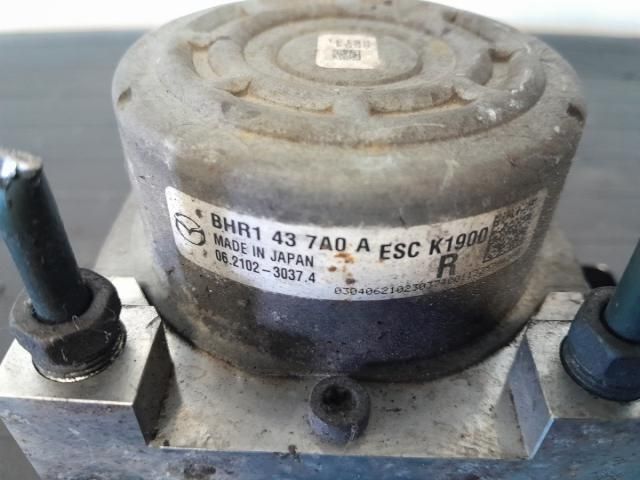 BHR1 43 7A0 A ESC K1900
MADE IN JAPAN
06.2102-3037.4
R